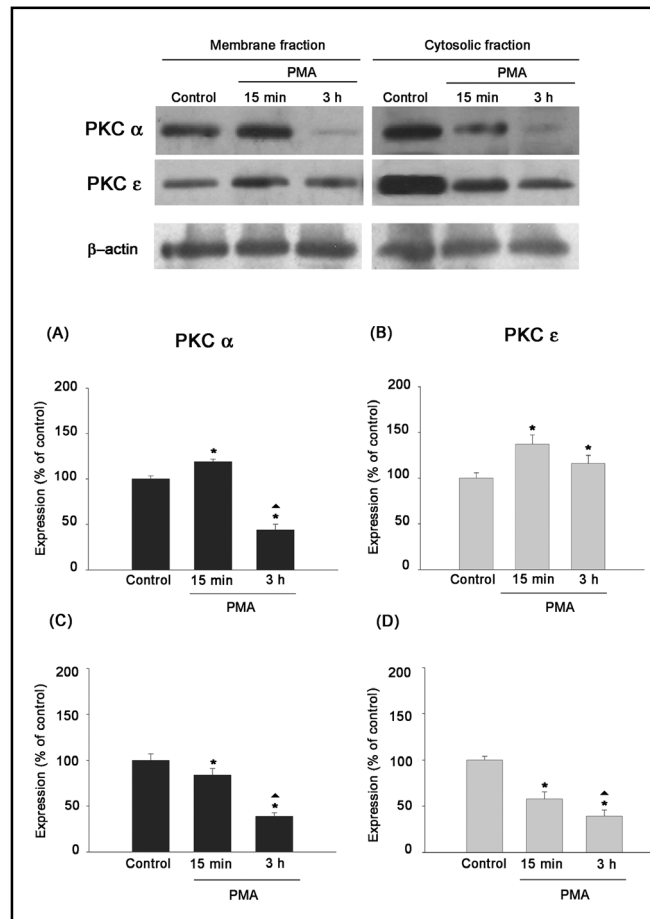 Membrane fraction Cytosolic fraction
PMA PMA
Control 15 min 3 h Control 15 min 3 h
PKC α
PKC ε
β–actin
(A) (B)
PKC α PKC ε
Expression (% of control) 200 150 100 50 0
* * ▲
Control 15 min 3 h
PMA
Expression (% of control) 200 150 100 50 0
* *
Control 15 min 3 h
PMA
(C) (D)
Expression (% of control) 200 150 100 50 0
* * ▲
Control 15 min 3 h
PMA
Expression (% of control) 200 150 100 50 0
* * ▲
Control 15 min 3 h
PMA